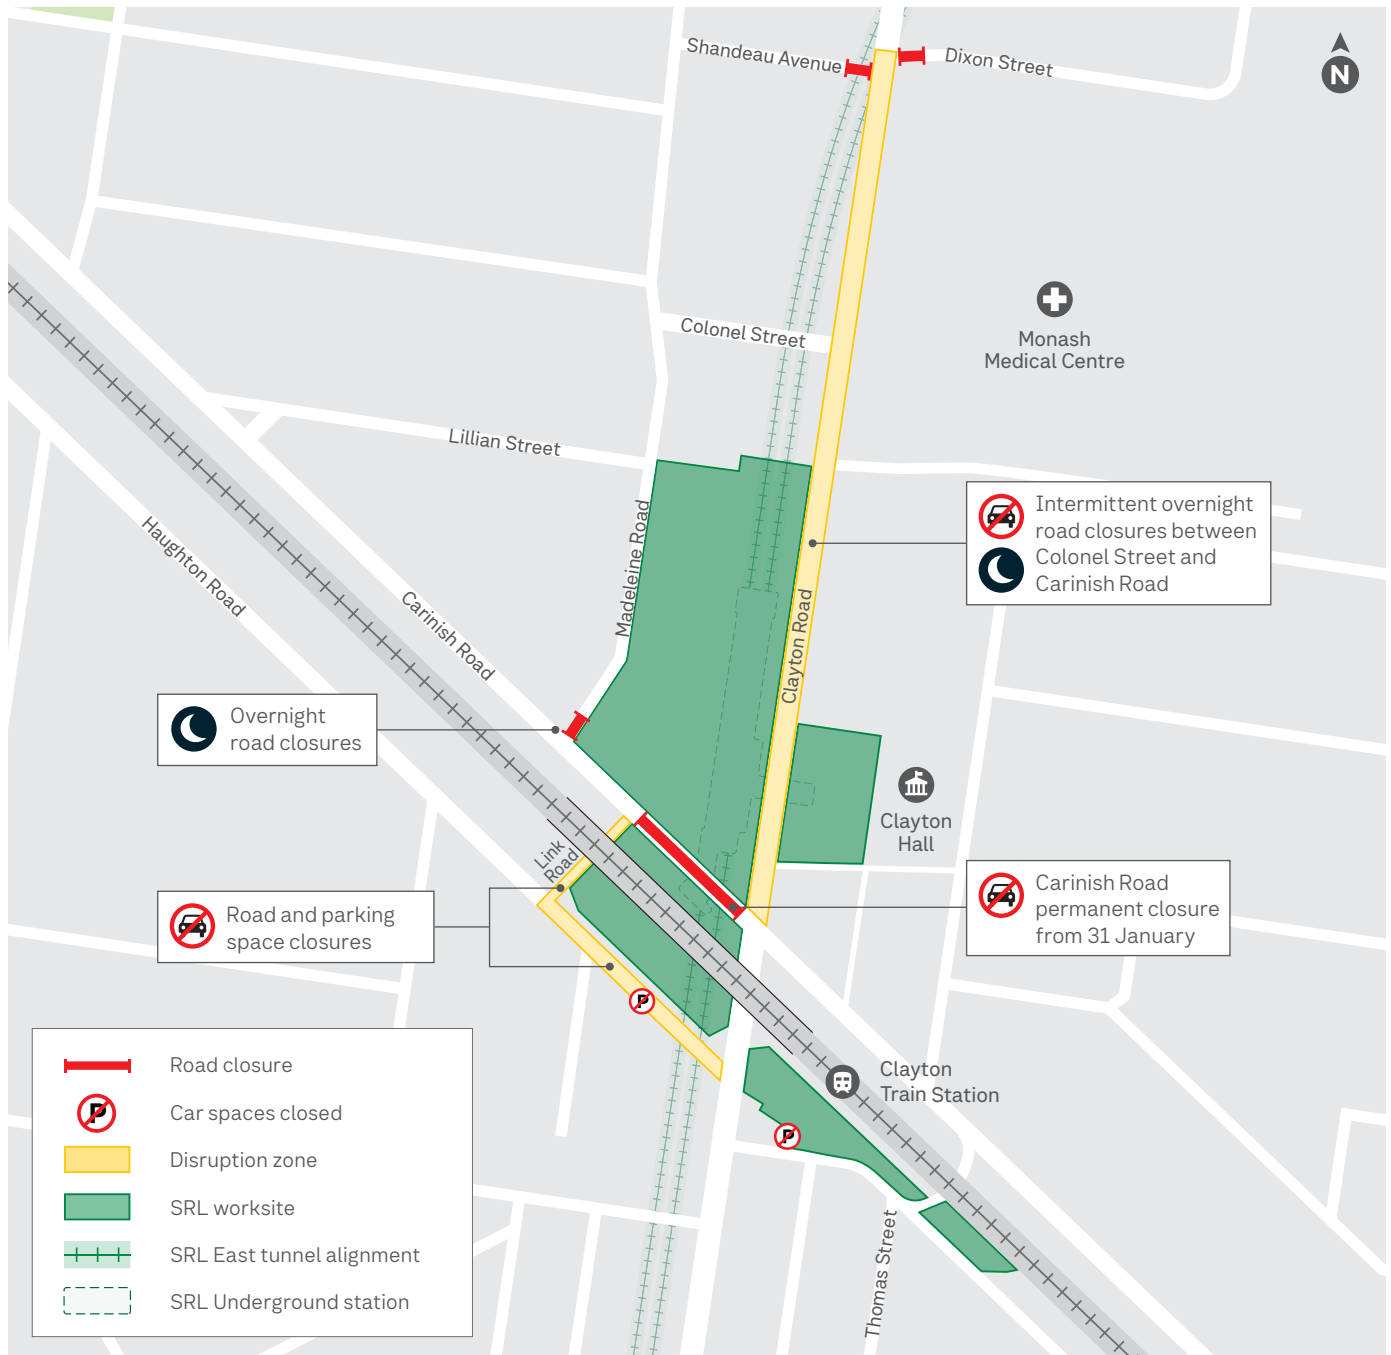 Shandeau Avenue
Dixon Street
N
Monash
Medical Centre
Colonel Street
Lillian Street
Madeleine Road
Haughton Road
Carinish Road
Clayton Road
Intermittent overnight
road closures between
Colonel Street and
Carinish Road
Overnight
road closures
Clayton
Hall
Link
Road
Road and parking
space closures
Carinish Road
permanent closure
from 31 January
P
Clayton
Train Station
P
Thomas Street
Road closure
P
Car spaces closed
Disruption zone
SRL worksite
SRL East tunnel alignment
SRL Underground station